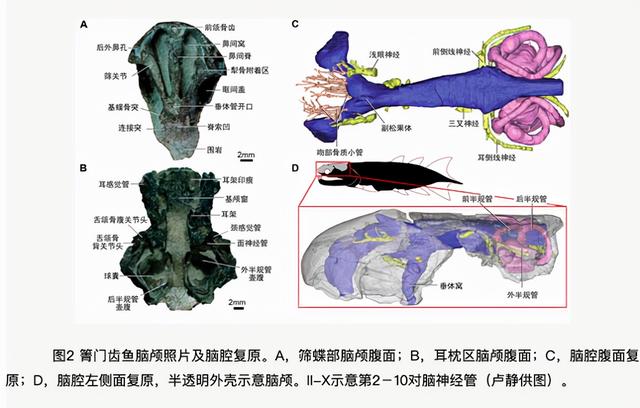 A
前颌骨齿
后外鼻孔
鼻间窝
鼻间脊
筛关节
犁骨附着区
眶间盖
基蝶骨突
垂体管开口
连接突
脊索凹
围岩
2mm
B
耳感觉管
耳架印痕
基颅窗
舌颌骨腹关节头
耳架
颈感觉管
舌颌骨
背关节头
面神经管
球囊
外半规管
壶腹
后半规管
壶腹
2mm
C
浅眼神经
前侧线神经
副松果体
三叉神经
吻部骨质小管
耳侧线神经
D
前半规管
后半规管
垂体窝
外半规管
图2 箐门齿鱼脑颅照片及脑腔复原。A，筛蝶部脑颅腹面；B，耳枕区脑颅腹面；C，脑腔腹面复
原；D，脑腔左侧面复原，半透明外壳示意脑颅。II-X示意第2－10对脑神经管（卢静供图）。